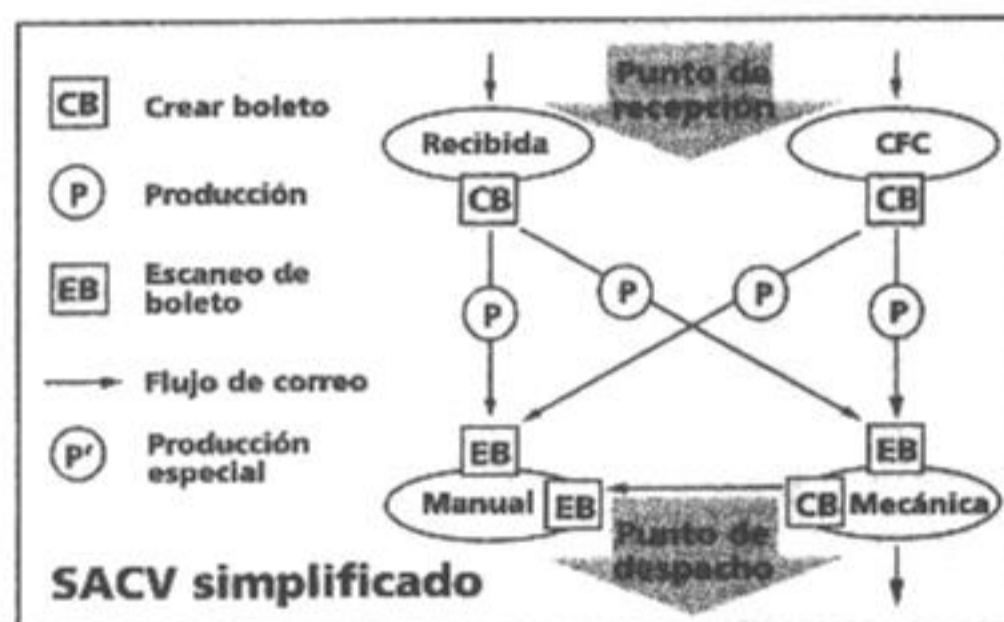 CB Crear boleto
P Producción
EB Escaneo de
boleto
Flujo de correo
P' Producción
especial
SACV simplificado
Punto de
recepción
Recibida
CFC
CB
CB
P
P
P
P
EB
EB
Manual
EB
CB
Mecánica
Punto de
despacho